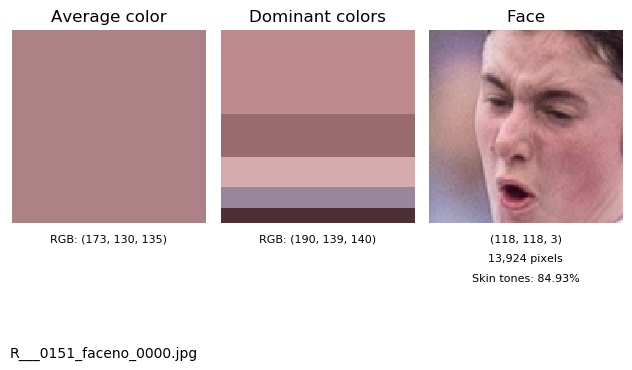 Average color
Dominant colors
Face
RGB: (173, 130, 135)
RGB: (190, 139, 140)
(118, 118, 3)
13,924 pixels
Skin tones: 84.93%
R___0151_faceno_0000.jpg